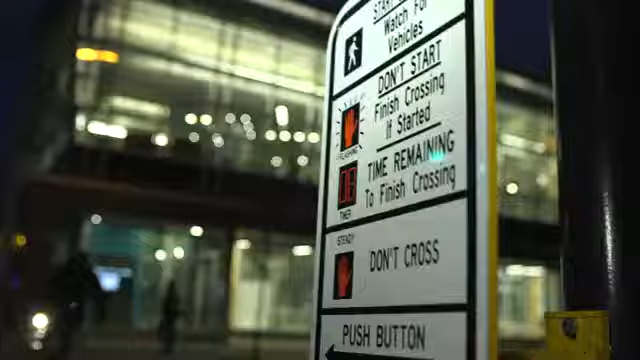 START
Watch For
Vehicles
DON'T START
Finish Crossing
If Started
FLASHING
TIME REMAINING
To Finish Crossing
TIMER
STEADY
DON'T CROSS
PUSH BUTTON